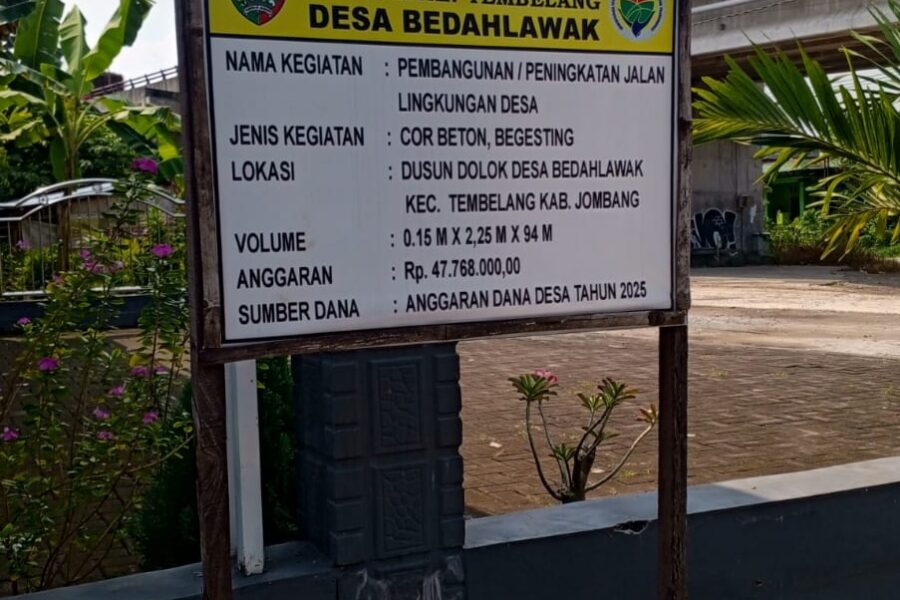 TEMBELANG
DESA BEDAHLAWAK
NAMA KEGIATAN : PEMBANGUNAN / PENINGKATAN JALAN
LINGKUNGAN DESA
JENIS KEGIATAN : COR BETON, BEGESTING
LOKASI : DUSUN DOLOK DESA BEDAHLAWAK
KEC. TEMBELANG KAB. JOMBANG
VOLUME : 0.15 M X 2,25 M X 94 M
ANGGARAN : Rp. 47.768.000,00
SUMBER DANA : ANGGARAN DANA DESA TAHUN 2025